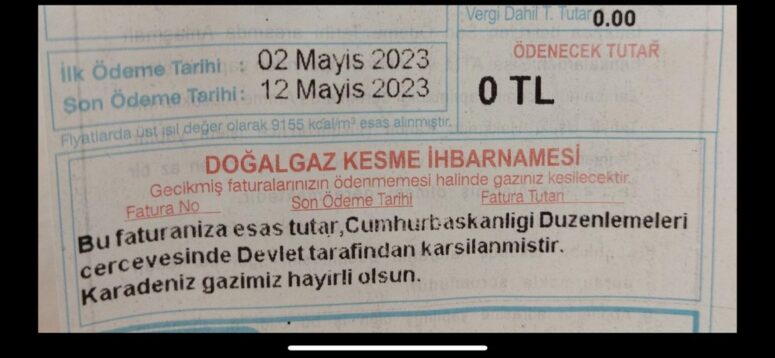 Vergi Dahil T. Tutar 0.00
ÖDENECEK TUTAR
0 TL
İlk Ödeme Tarihi : 02 Mayis 2023
Son Ödeme Tarihi: 12 Mayis 2023
Fiyatlarda üst ısıl değer olarak 9155 kcal/m³ esas alınmıştır.
DOĞALGAZ KESME İHBARNAMESİ
Gecikmiş faturalarınızın ödenmemesi halinde gazınız kesilecektir.
Fatura No Son Ödeme Tarihi Fatura Tutarı
Bu faturaniza esas tutar,Cumhurbaskanligi Duzenlemeleri
cercevesinde Devlet tarafindan karsilanmistir.
Karadeniz gazimiz hayirli olsun.